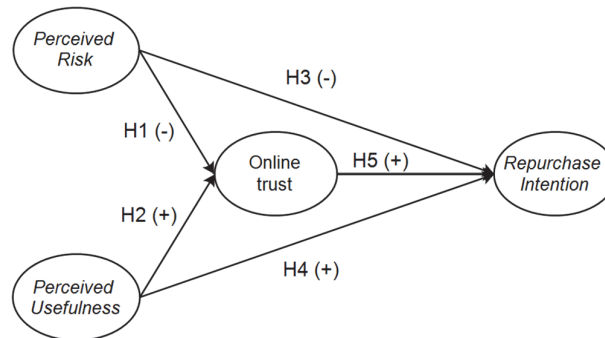 Perceived
Risk
H3 (-)
H1 (-)
Online
trust
H5 (+)
Repurchase
Intention
H2 (+)
H4 (+)
Perceived
Usefulness